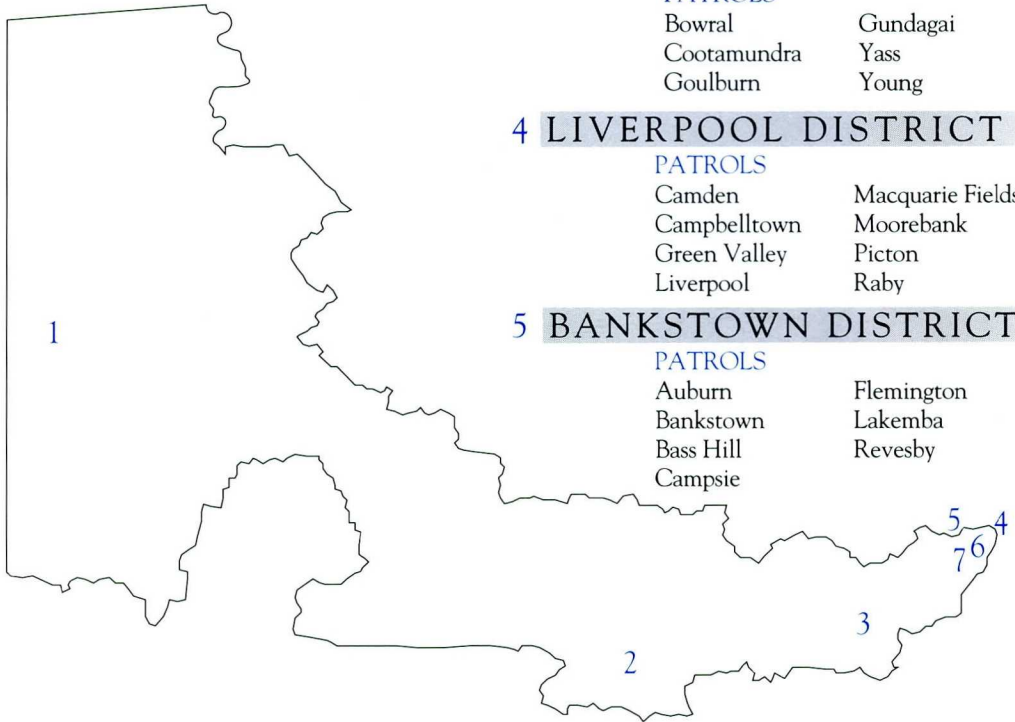 PATROLS
Bowral Gundagai
Cootamundra Yass
Goulburn Young
4 LIVERPOOL DISTRICT
PATROLS
Camden Macquarie Fields
Campbelltown Moorebank
Green Valley Picton
Liverpool Raby
5 BANKSTOWN DISTRICT
PATROLS
Auburn Flemington
Bankstown Lakemba
Bass Hill Revesby
Campsie
1
5 4
7 6
3
2